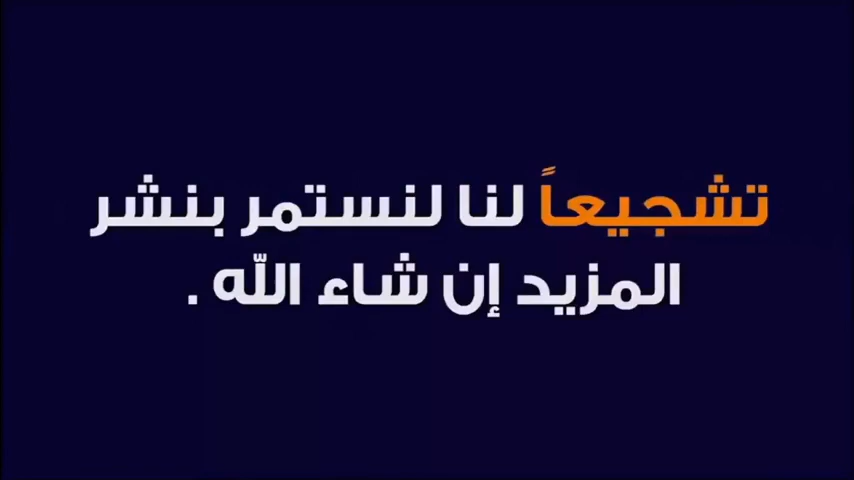 تشجيعاً لنا لنستمر بنشر
المزيد إن شاء الله .